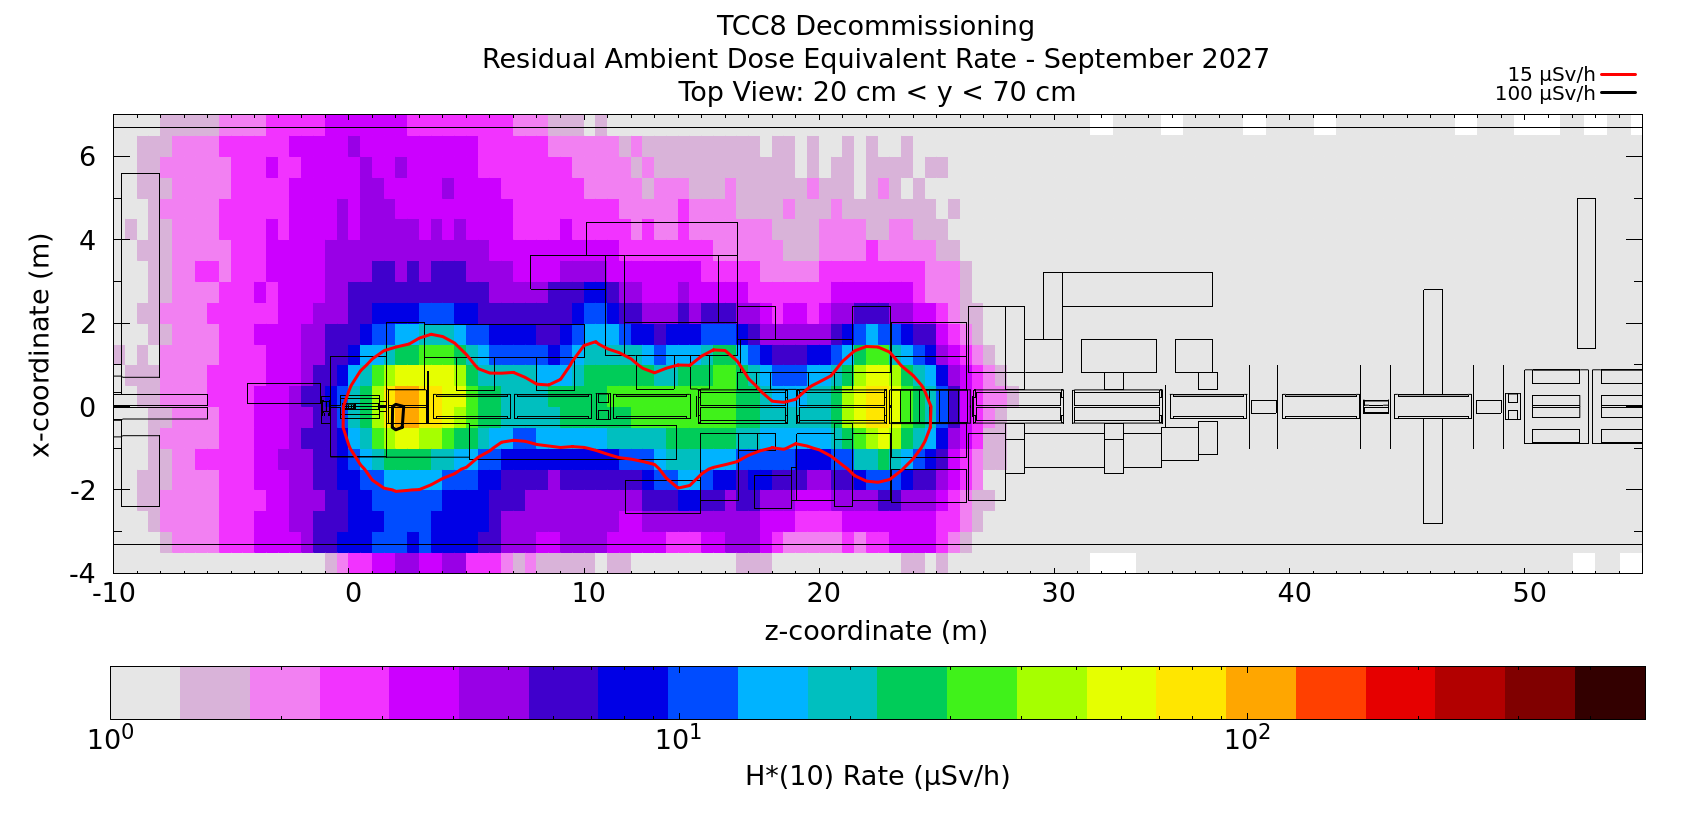 TCC8 Decommissioning
Residual Ambient Dose Equivalent Rate - September 2027
Top View: 20 cm < y < 70 cm
15 μSv/h
100 μSv/h
6
4
2
0
-2
-4
x-coordinate (m)
-10 0 10 20 30 40 50
z-coordinate (m)
10⁰ 10¹ 10²
H*(10) Rate (μSv/h)